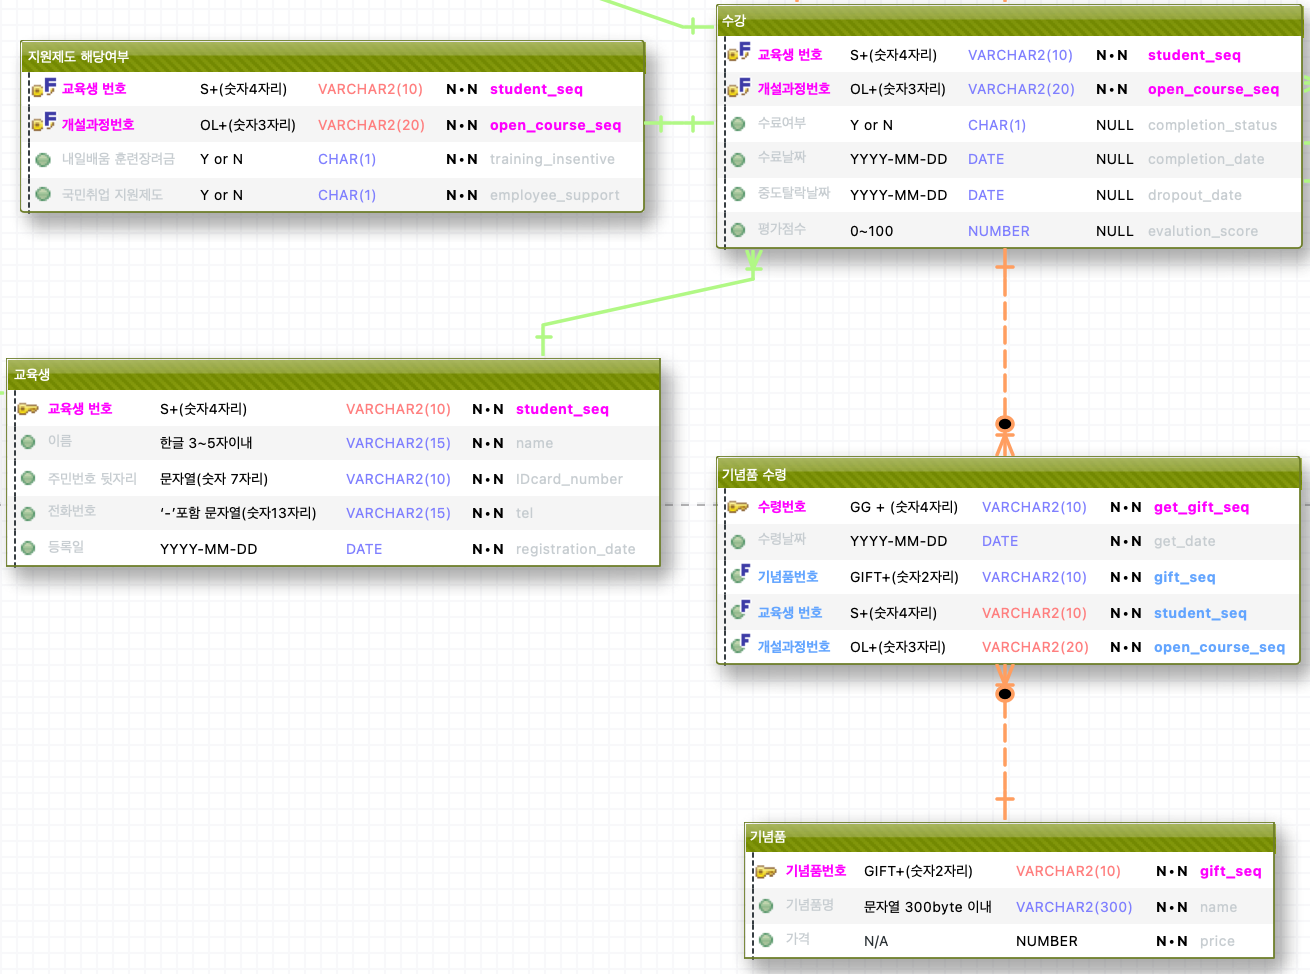 수강
교육생 번호 S+(숫자4자리) VARCHAR2(10) N•N student_seq
개설과정번호 OL+(숫자3자리) VARCHAR2(20) N•N open_course_seq
수료여부 Y or N CHAR(1) NULL completion_status
수료날짜 YYYY-MM-DD DATE NULL completion_date
중도탈락날짜 YYYY-MM-DD DATE NULL dropout_date
평가점수 0~100 NUMBER NULL evalution_score
지원제도 해당여부
교육생 번호 S+(숫자4자리) VARCHAR2(10) N•N student_seq
개설과정번호 OL+(숫자3자리) VARCHAR2(20) N•N open_course_seq
내일배움 훈련장려금 Y or N CHAR(1) N•N training_insentive
국민취업 지원제도 Y or N CHAR(1) N•N employee_support
교육생
교육생 번호 S+(숫자4자리) VARCHAR2(10) N•N student_seq
이름 한글 3~5자이내 VARCHAR2(15) N•N name
주민번호 뒷자리 문자열(숫자 7자리) VARCHAR2(10) N•N IDcard_number
전화번호 ‘-’포함 문자열(숫자13자리) VARCHAR2(15) N•N tel
등록일 YYYY-MM-DD DATE N•N registration_date
기념품 수령
수령번호 GG + (숫자4자리) VARCHAR2(10) N•N get_gift_seq
수령날짜 YYYY-MM-DD DATE N•N get_date
기념품번호 GIFT+(숫자2자리) VARCHAR2(10) N•N gift_seq
교육생 번호 S+(숫자4자리) VARCHAR2(10) N•N student_seq
개설과정번호 OL+(숫자3자리) VARCHAR2(20) N•N open_course_seq
기념품
기념품번호 GIFT+(숫자2자리) VARCHAR2(10) N•N gift_seq
기념품명 문자열 300byte 이내 VARCHAR2(300) N•N name
가격 N/A NUMBER N•N price